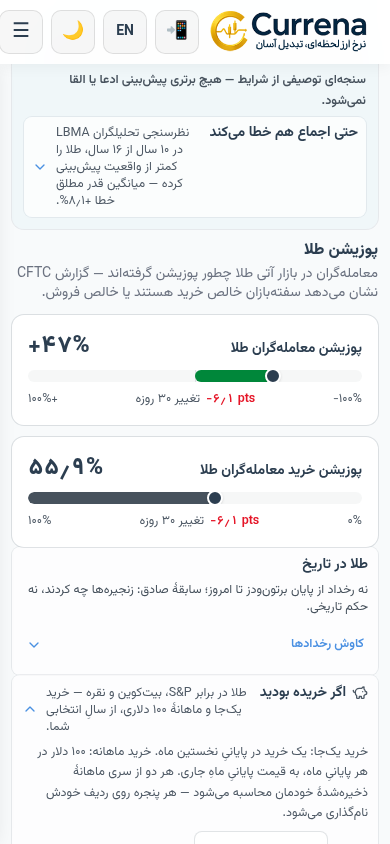 Currena
نرخ ارز لحظه‌ای، تبدیل آسان
EN
سنجه‌ای توصیفی از شرایط — هیچ برتری پیش‌بینی ادعا یا القا
نمی‌شود.
حتی اجماع هم خطا می‌کند
نظرسنجی تحلیلگران LBMA
در ۱۰ سال از ۱۶ سال، طلا را
کمتر از واقعیت پیش‌بینی
کرده — میانگین قدر مطلق
خطا +۸٫۱%.
پوزیشن طلا
معامله‌گران در بازار آتی طلا چطور پوزیشن گرفته‌اند — گزارش CFTC
نشان می‌دهد سفته‌بازان خالص خرید هستند یا خالص فروش.
پوزیشن معامله‌گران طلا
+۴۷%
-۱۰۰%
-۶٫۱ pts تغییر ۳۰ روزه
+۱۰۰%
پوزیشن خرید معامله‌گران طلا
۵۵٫۹%
۰%
-۶٫۱ pts تغییر ۳۰ روزه
۱۰۰%
طلا در تاریخ
نه رخداد از پایان برتون‌ودز تا امروز؛ سابقهٔ صادق: زنجیره‌ها چه کردند، نه
حکم تاریخی.
کاوش رخدادها
اگر خریده بودید
طلا در برابر S&P، بیت‌کوین و نقره — خرید
یک‌جا و ماهانهٔ ۱۰۰ دلاری، از سالِ انتخابی
شما.
خرید یک‌جا: یک خرید در پایانِ نخستین ماه. خرید ماهانه: ۱۰۰ دلار در
هر پایانِ ماه، به قیمت پایانِ ماهِ جاری. هر دو از سری ماهانهٔ
ذخیره‌شدهٔ خودمان محاسبه می‌شود — هر پنجره روی ردیف خودش
نام‌گذاری می‌شود.